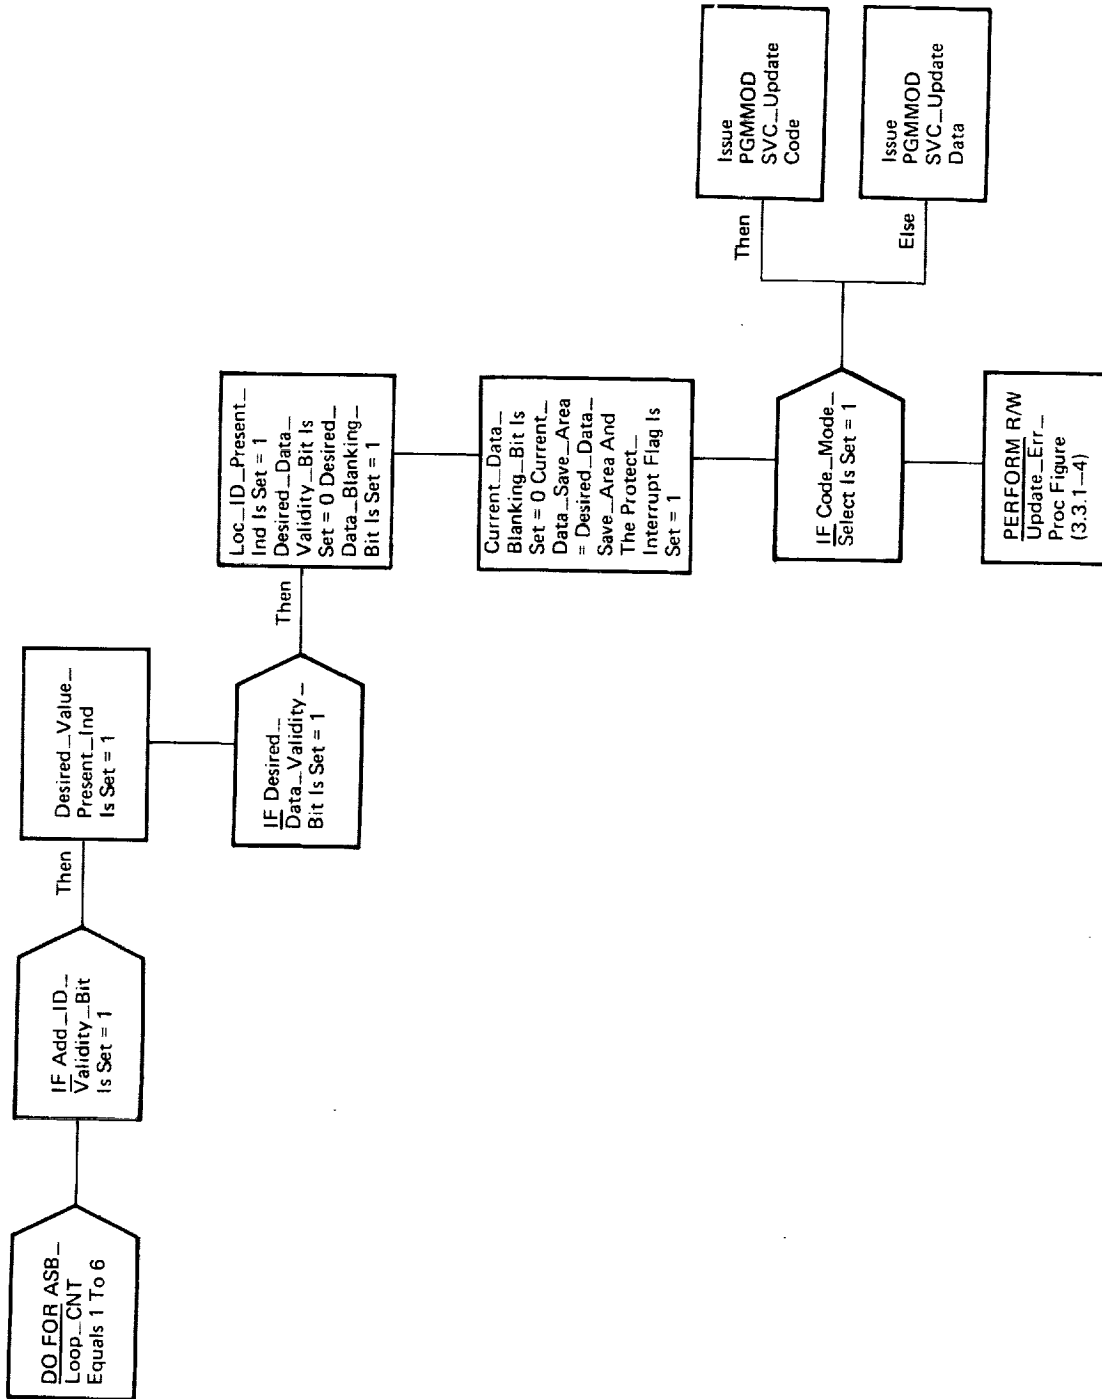 DO FOR ASB_
Loop_CNT
Equals 1 To 6
IF Add_ID_
Validity_Bit
Is Set = 1
Then
Desired_Value_
Present_Ind
Is Set = 1
IF Desired_
Data_Validity_
Bit Is Set = 1
Then
Loc_ID_Present_
Ind Is Set = 1
Desired_Data_
Validity_Bit Is
Set = 0 Desired_
Data_Blanking_
Bit Is Set = 1
Current_Data_
Blanking_Bit Is
Set = 0 Current_
Data_Save_Area
= Desired_Data_
Save_Area And
The Protect_
Interrupt Flag Is
Set = 1
IF Code_Mode_
Select Is Set = 1
Then
Issue
PGMMOD
SVC_Update
Code
Else
Issue
PGMMOD
SVC_Update
Data
PERFORM R/W
Update_Err_
Proc Figure
(3.3.1-4)